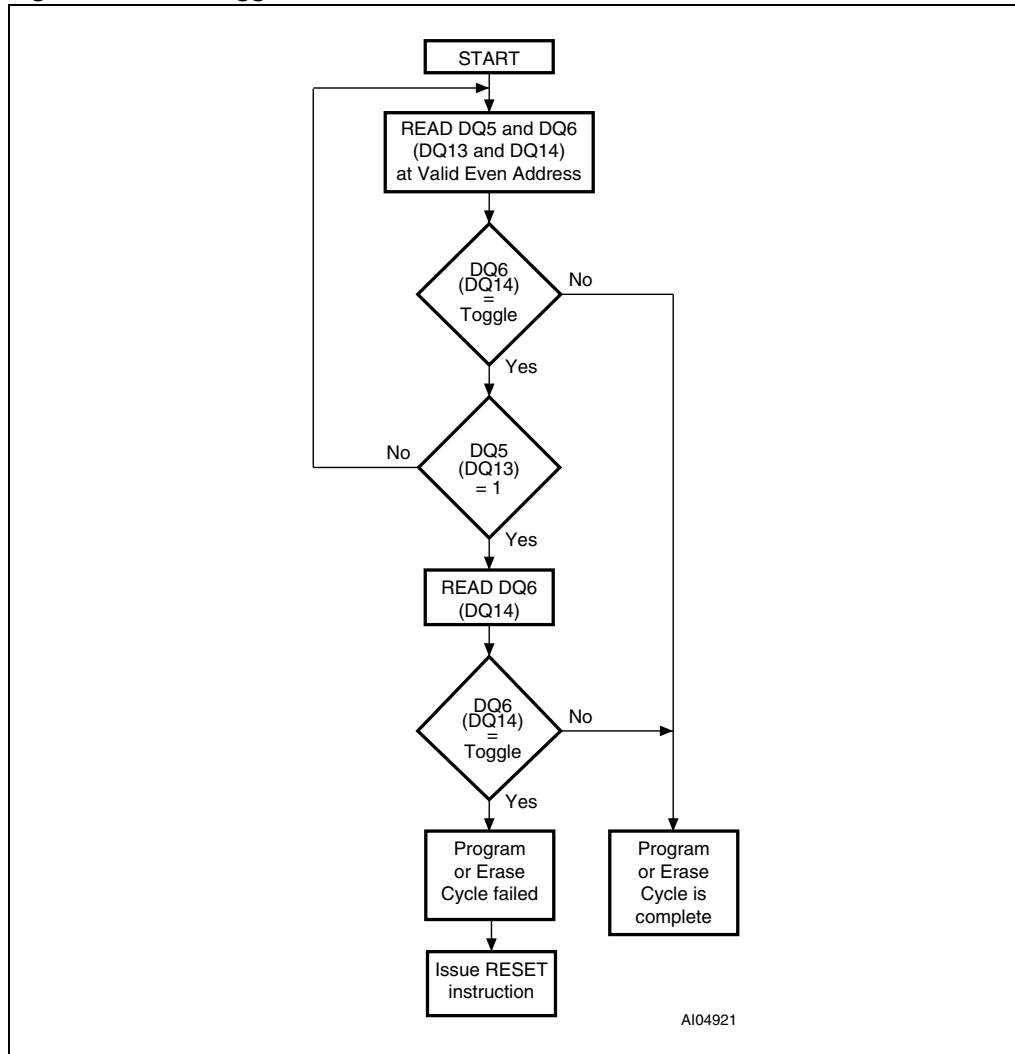 START
READ DQ5 and DQ6
(DQ13 and DQ14)
at Valid Even Address
DQ6
(DQ14)
=
Toggle
No
Yes
DQ5
(DQ13)
= 1
No
Yes
READ DQ6
(DQ14)
DQ6
(DQ14)
=
Toggle
No
Yes
Program
or Erase
Cycle failed
Program
or Erase
Cycle is
complete
Issue RESET
instruction
AI04921